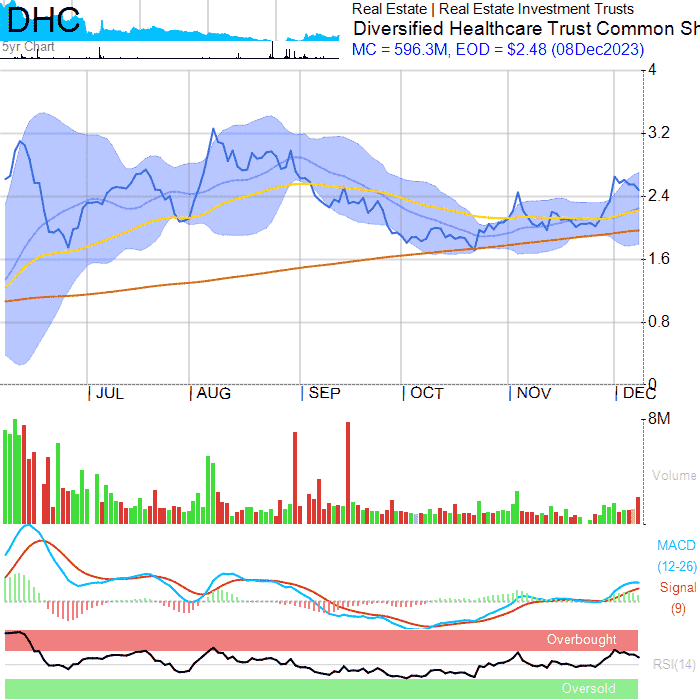 DHC
5yr Chart
Real Estate | Real Estate Investment Trusts
Diversified Healthcare Trust Common Sh
MC = 596.3M, EOD = $2.48 (08Dec2023)
4
3.2
2.4
1.6
0.8
0
JUL AUG SEP OCT NOV DEC
8M
Volume
MACD
(12-26)
Signal
(9)
Overbought
RSI(14)
Oversold